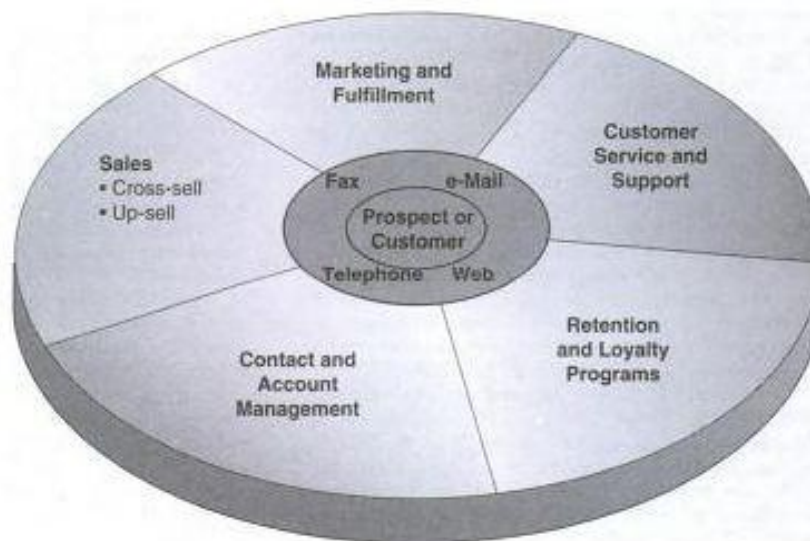 Marketing and
Fulfillment
Customer
Service and
Support
Sales
▪ Cross-sell
▪ Up-sell
Fax e-Mail
Prospect or
Customer
Telephone Web
Retention
and Loyalty
Programs
Contact and
Account
Management